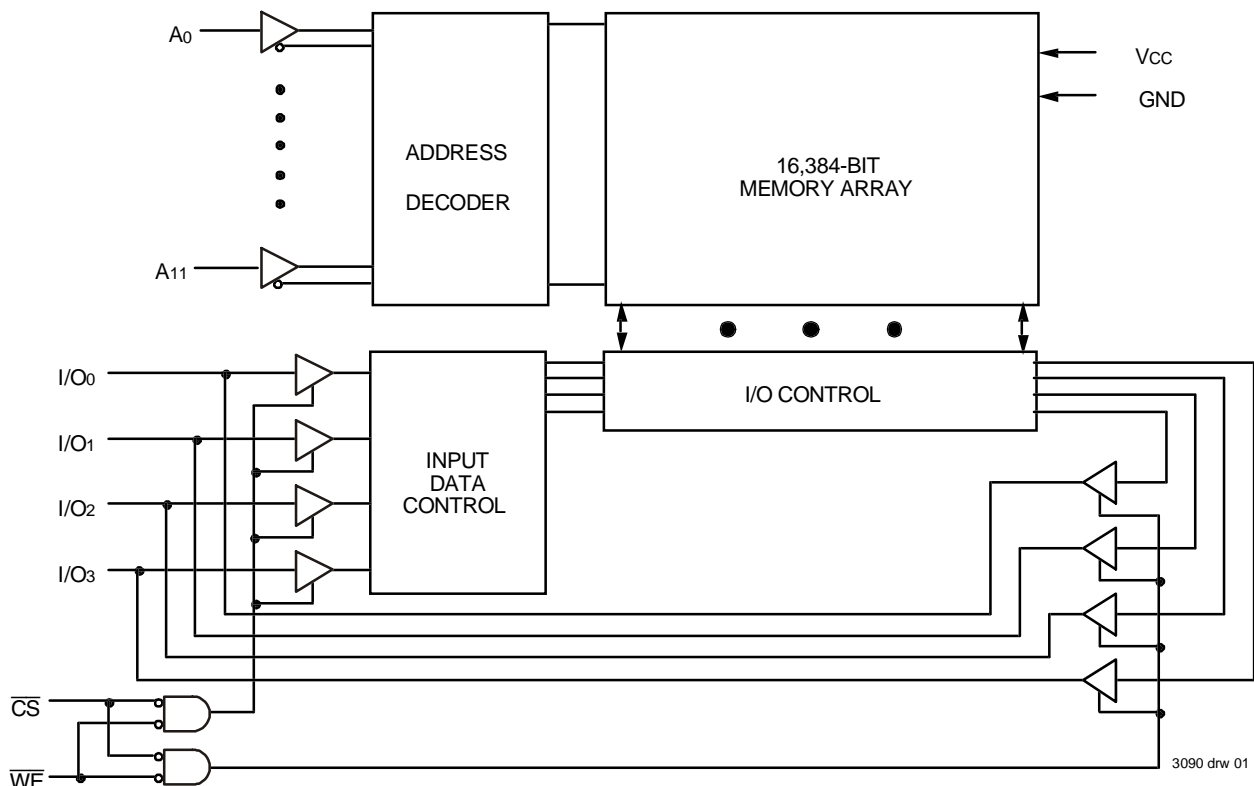 A0
VCC
GND
ADDRESS
DECODER
16,384-BIT
MEMORY ARRAY
A11
I/O0
I/O1
I/O2
I/O3
INPUT
DATA
CONTROL
I/O CONTROL
CS
WE
3090 drw 01